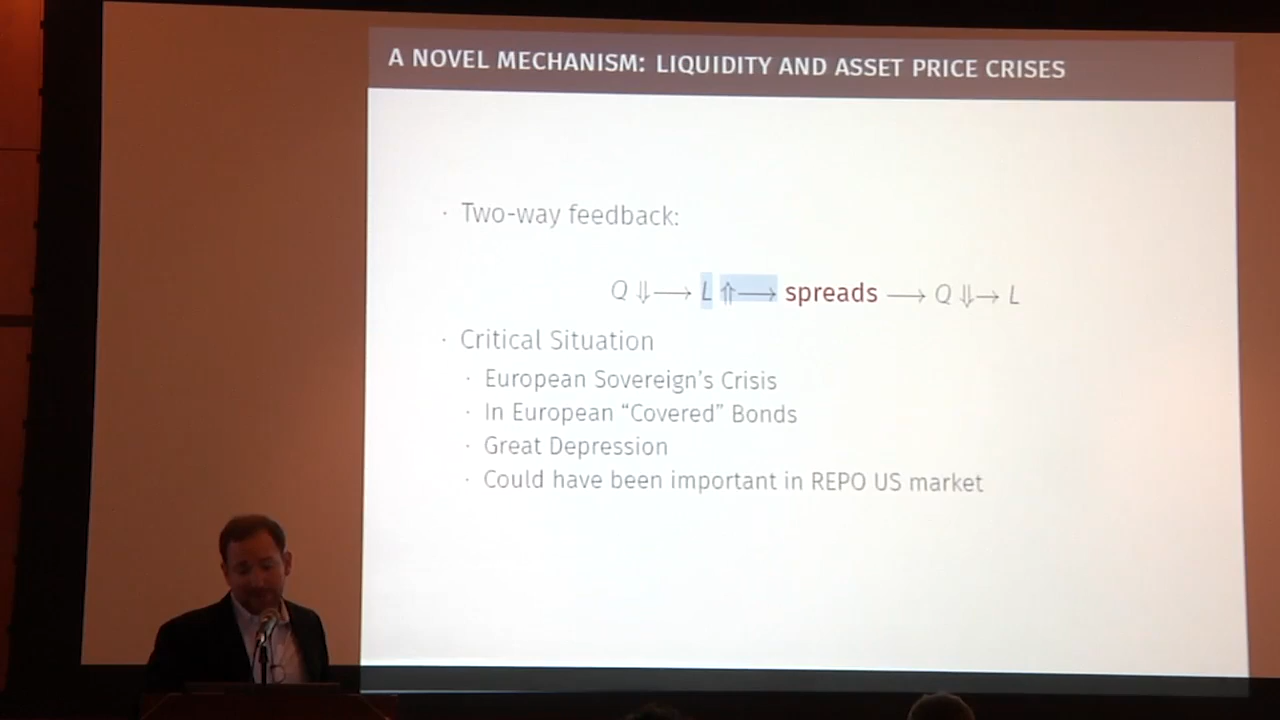 A NOVEL MECHANISM: LIQUIDITY AND ASSET PRICE CRISES
· Two-way feedback:
Q ⇓⟶ L ⇑⟶ spreads ⟶ Q ⇓→ L
· Critical Situation
· European Sovereign's Crisis
· In European “Covered” Bonds
· Great Depression
· Could have been important in REPO US market